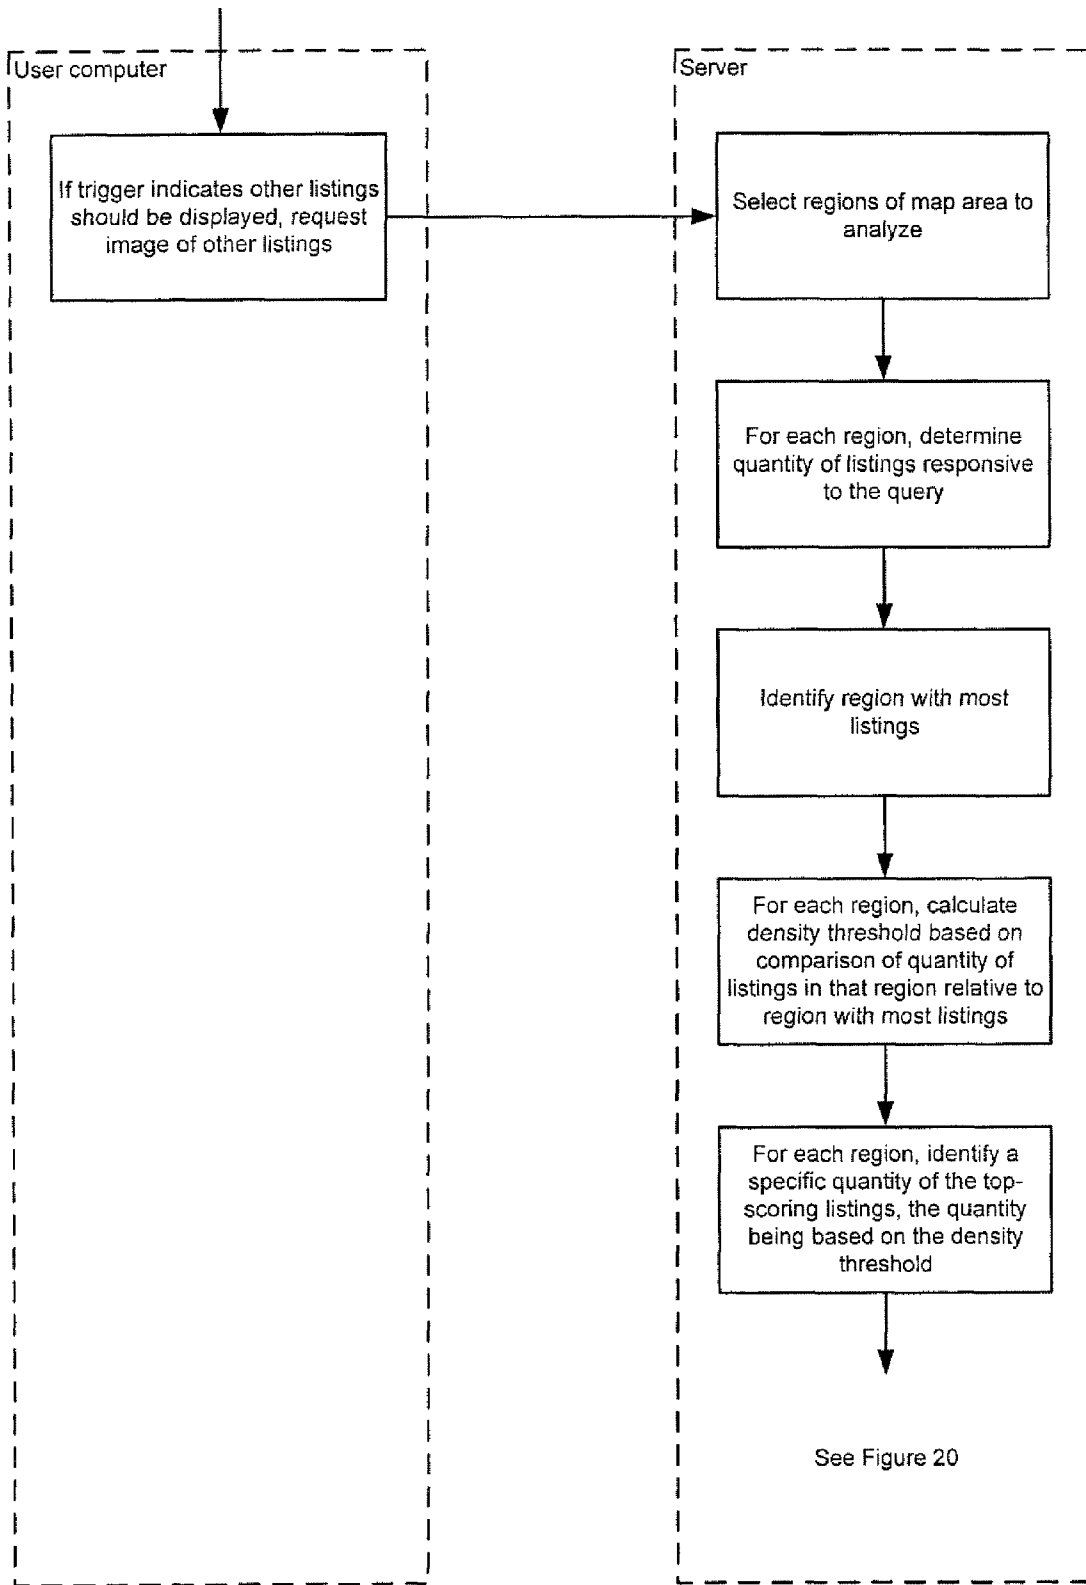 User computer
If trigger indicates other listings
should be displayed, request
image of other listings
Server
Select regions of map area to
analyze
For each region, determine
quantity of listings responsive
to the query
Identify region with most
listings
For each region, calculate
density threshold based on
comparison of quantity of
listings in that region relative to
region with most listings
For each region, identify a
specific quantity of the top-
scoring listings, the quantity
being based on the density
threshold
See Figure 20